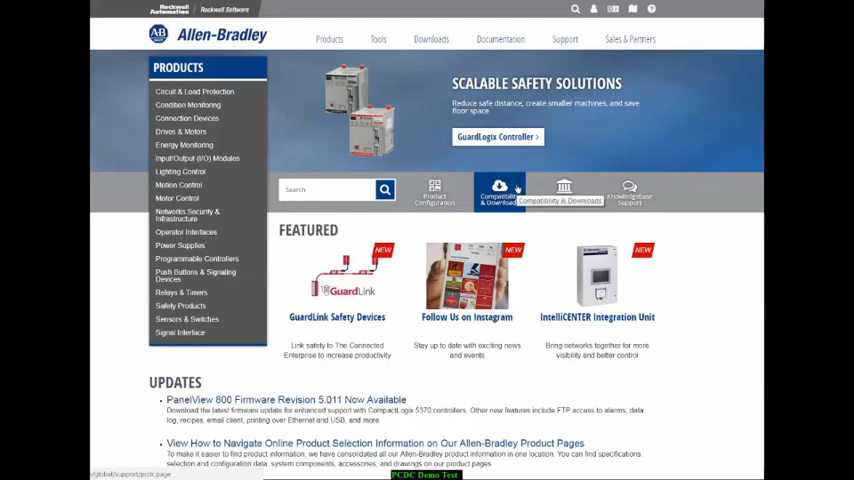 Rockwell Automation
Rockwell Software
Allen-Bradley
Products
Tools
Downloads
Documentation
Support
Sales & Partners
PRODUCTS
Circuit & Load Protection
Condition Monitoring
Connection Devices
Drives & Motors
Energy Monitoring
Input/Output (I/O) Modules
Lighting Control
Motion Control
Motor Control
Networks Security &
Infrastructure
Operator Interfaces
Power Supplies
Programmable Controllers
Push Buttons & Signaling
Devices
Relays & Timers
Safety Products
Sensors & Switches
Signal Interface
SCALABLE SAFETY SOLUTIONS
Reduce safe distance, create smaller machines, and save
floor space
GuardLogix Controller >
Search
Product
Configuration
Compatibility
& Downloads
Compatibility & Downloads
Knowledgebase
Support
FEATURED
NEW
GuardLink
GuardLink Safety Devices
Link safety to The Connected
Enterprise to increase productivity
NEW
Follow Us on Instagram
Stay up to date with exciting news
and events
NEW
IntelliCENTER Integration Unit
Bring networks together for more
visibility and better control
UPDATES
PanelView 800 Firmware Revision 5.011 Now Available
Download the latest firmware update for enhanced support with CompactLogix 5370 controllers. Other new features include FTP access to alarms, data
log, recipes, email client, printing over Ethernet and USB, and more.
View How to Navigate Online Product Selection Information on Our Allen-Bradley Product Pages
To make it easier to find product information, we have consolidated all our Allen-Bradley product information in one location. You can find specifications,
selection and configuration data, system components, accessories, and drawings on our product pages
/global/support/pcdc.page
PCDC Demo Test